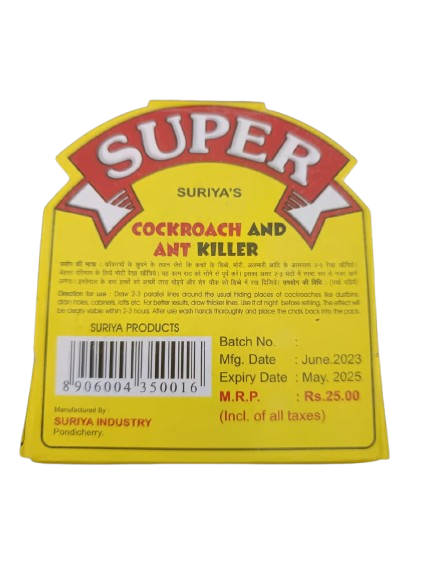 SUPER
SURIYA'S
COCKROACH AND
ANT KILLER
Direction for use : Draw 2-3 parallel lines around the usual hiding places of cockroaches like dustbins,
drain holes, cabinets, lofts etc. For better results, draw thicker lines. Use it at night before retiring. The effect will
be clearly visible within 2-3 hours. After use wash hands thoroughly and place the chalk back into the pack.
SURIYA PRODUCTS
8 906004 350016
Batch No. :
Mfg. Date : June.2023
Expiry Date : May. 2025
M.R.P. : Rs.25.00
(Incl. of all taxes)
Manufactured By
SURIYA INDUSTRY
Pondicherry.